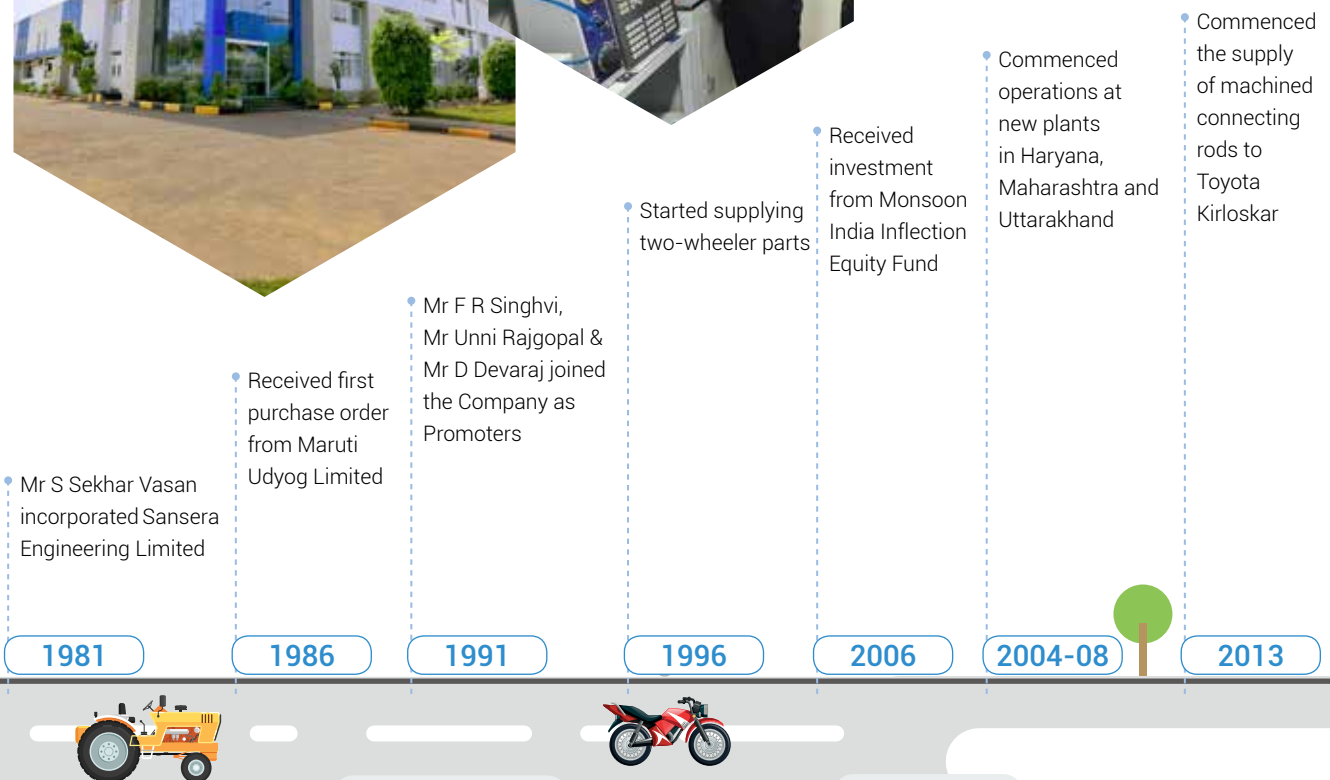 Mr S Sekhar Vasan
incorporated Sansera
Engineering Limited
1981
Received first
purchase order
from Maruti
Udyog Limited
1986
Mr F R Singhvi,
Mr Unni Rajgopal &
Mr D Devaraj joined
the Company as
Promoters
1991
Started supplying
two-wheeler parts
1996
Received
investment
from Monsoon
India Inflection
Equity Fund
2006
Commenced
operations at
new plants
in Haryana,
Maharashtra and
Uttarakhand
2004-08
Commenced
the supply
of machined
connecting
rods to
Toyota
Kirloskar
2013